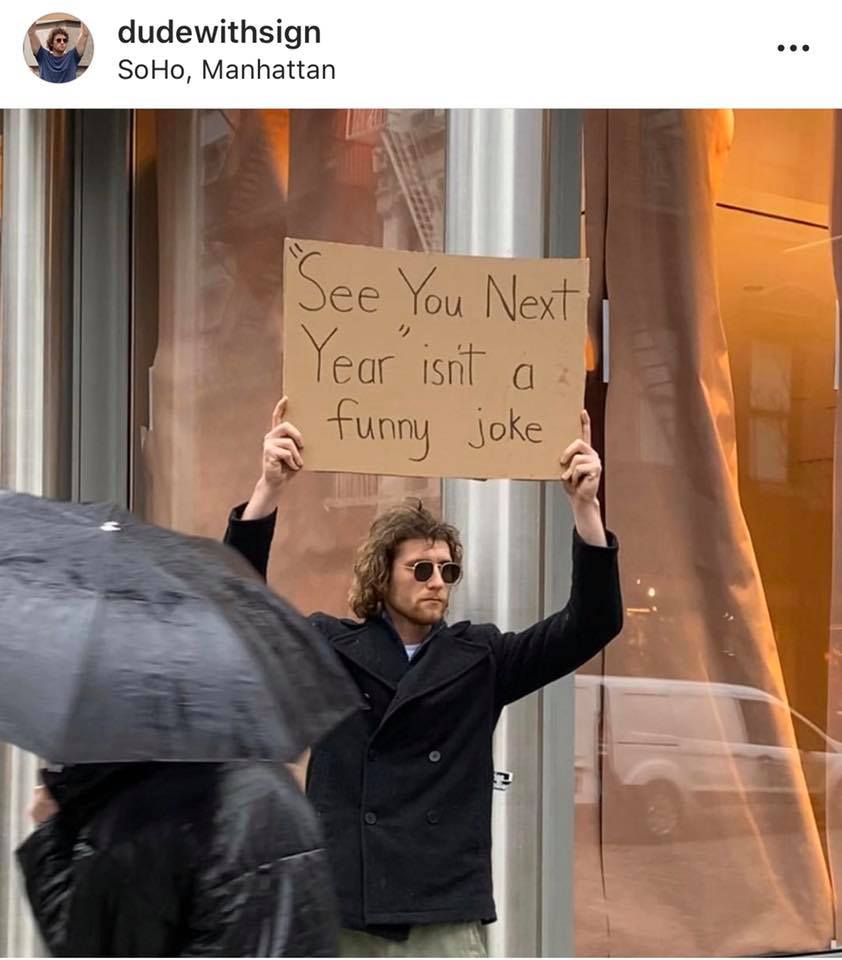 dudewithsign
SoHo, Manhattan
"See You Next
Year" isn't a
funny joke